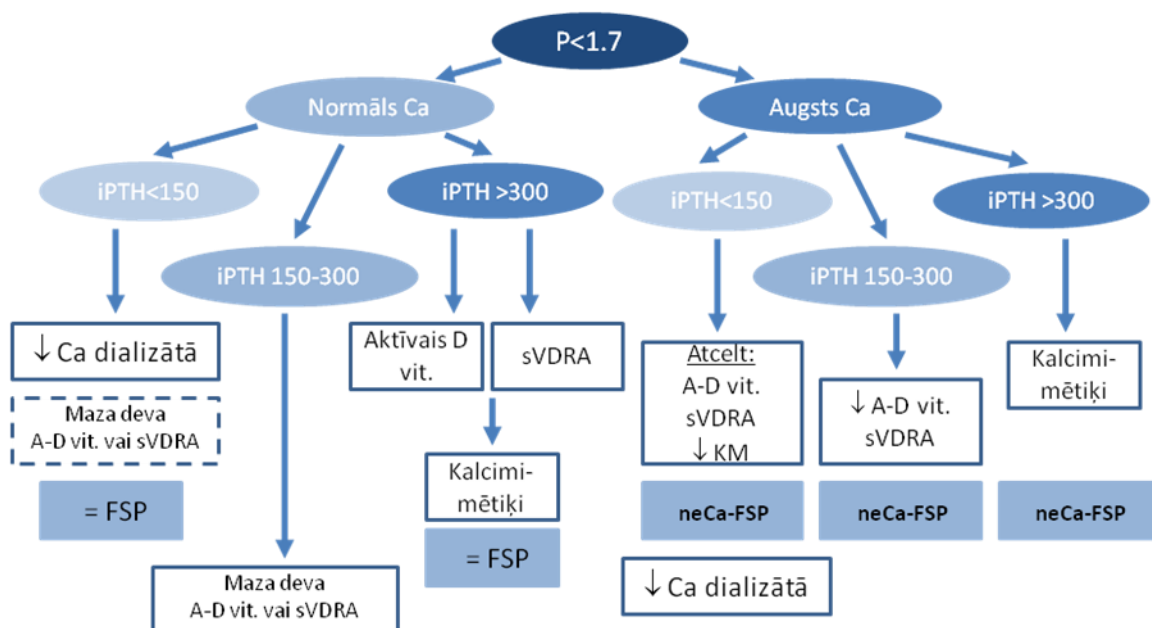 P<1.7
Normāls Ca
Augsts Ca
iPTH<150
iPTH >300
iPTH<150
iPTH >300
iPTH 150-300
iPTH 150-300
↓ Ca dializātā
Aktīvais D
vit.
sVDRA
Atcelt:
A-D vit.
sVDRA
↓ KM
↓ A-D vit.
sVDRA
Kalcimi-
mētiķi
Maza deva
A-D vit. vai sVDRA
Kalcimi-
mētiķi
= FSP
= FSP
neCa-FSP
neCa-FSP
neCa-FSP
Maza deva
A-D vit. vai sVDRA
↓ Ca dializātā